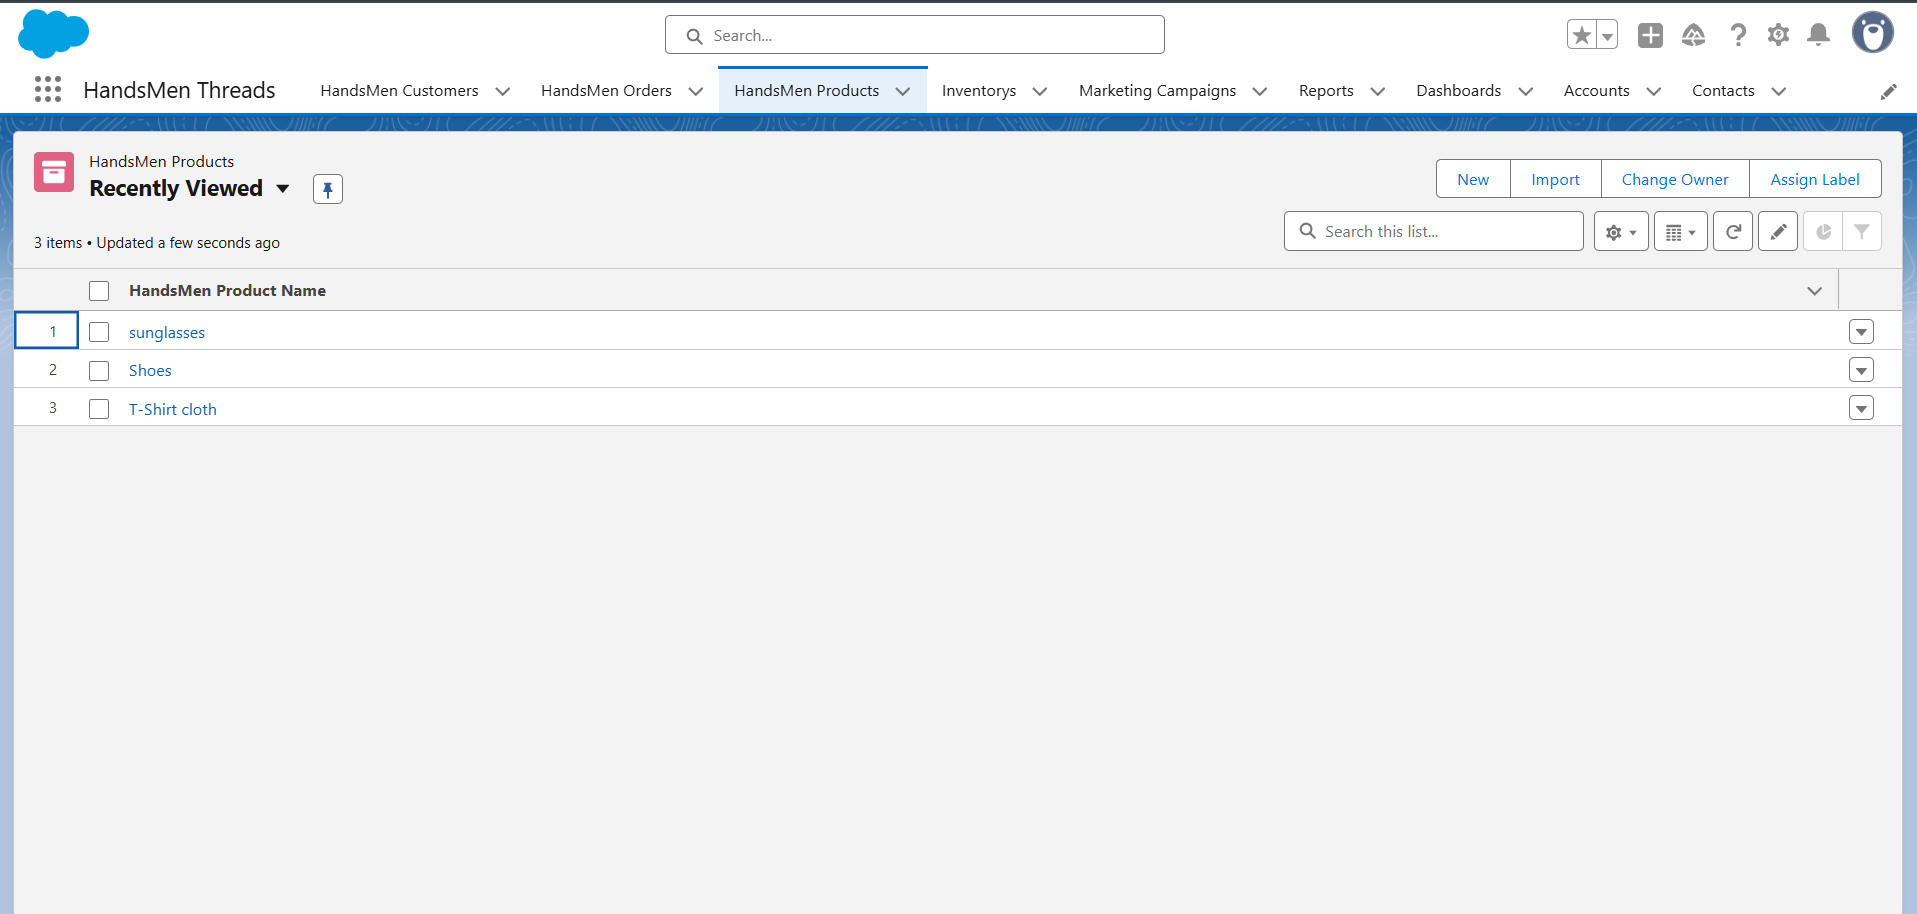 Search...
HandsMen Threads
HandsMen Customers
HandsMen Orders
HandsMen Products
Inventorys
Marketing Campaigns
Reports
Dashboards
Accounts
Contacts
HandsMen Products
Recently Viewed
New
Import
Change Owner
Assign Label
3 items • Updated a few seconds ago
Search this list...
HandsMen Product Name
1 sunglasses
2 Shoes
3 T-Shirt cloth